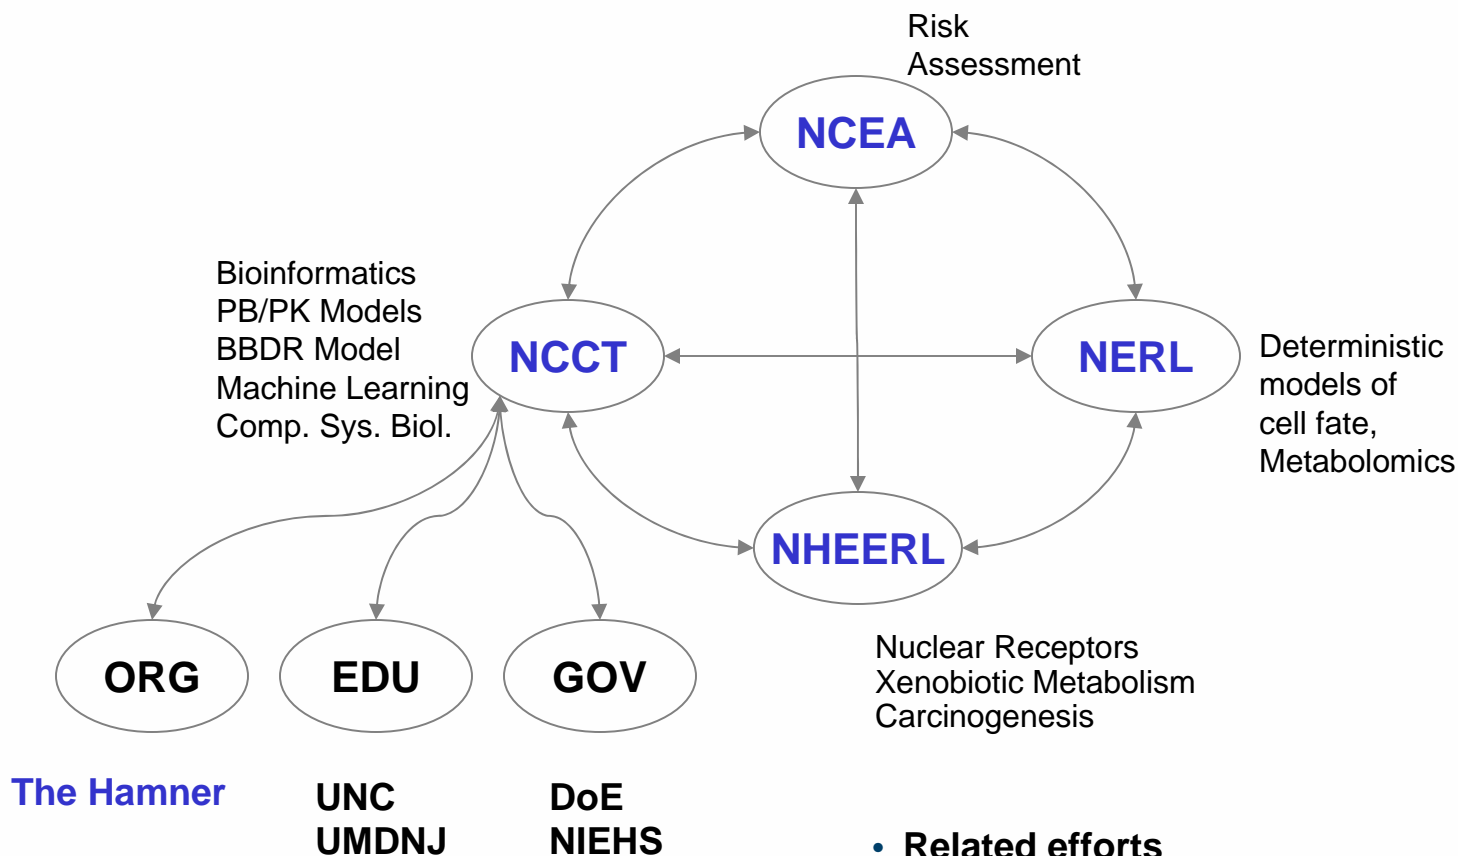 Risk
Assessment
NCEA
Bioinformatics
PB/PK Models
BBDR Model
Machine Learning
Comp. Sys. Biol.
NCCT
NERL
Deterministic
models of
cell fate,
Metabolomics
NHEERL
Nuclear Receptors
Xenobiotic Metabolism
Carcinogenesis
ORG
EDU
GOV
The Hamner
UNC
UMDNJ
DoE
NIEHS
• Related efforts